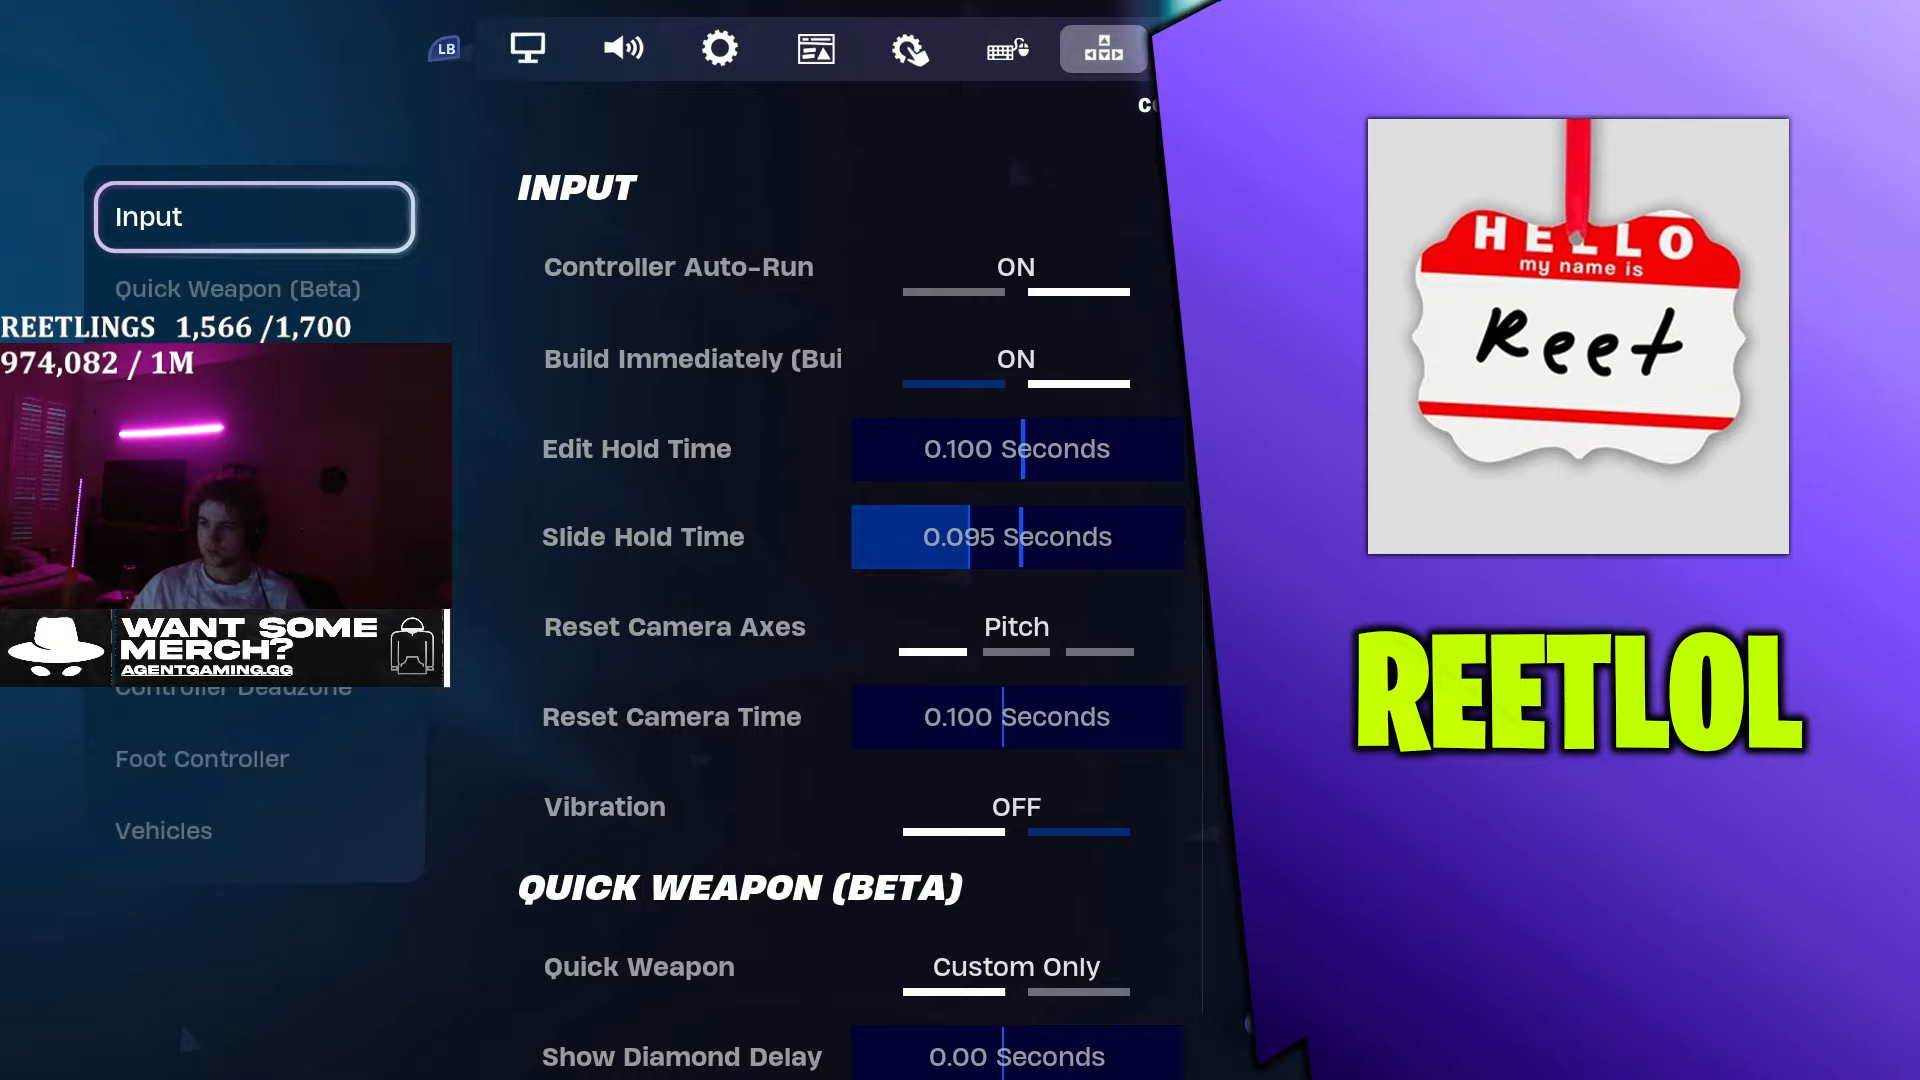 LB
INPUT
Input
Quick Weapon (Beta)
REETLINGS 1,566 /1,700
974,082 / 1M
WANT SOME
MERCH?
AGENTGAMING.GG
Controller Deadzone
Foot Controller
Vehicles
Controller Auto-Run ON
Build Immediately (Bui ON
Edit Hold Time 0.100 Seconds
Slide Hold Time 0.095 Seconds
Reset Camera Axes Pitch
Reset Camera Time 0.100 Seconds
Vibration OFF
QUICK WEAPON (BETA)
Quick Weapon Custom Only
Show Diamond Delay 0.00 Seconds
HELLO
my name is
Reet
REETLOL